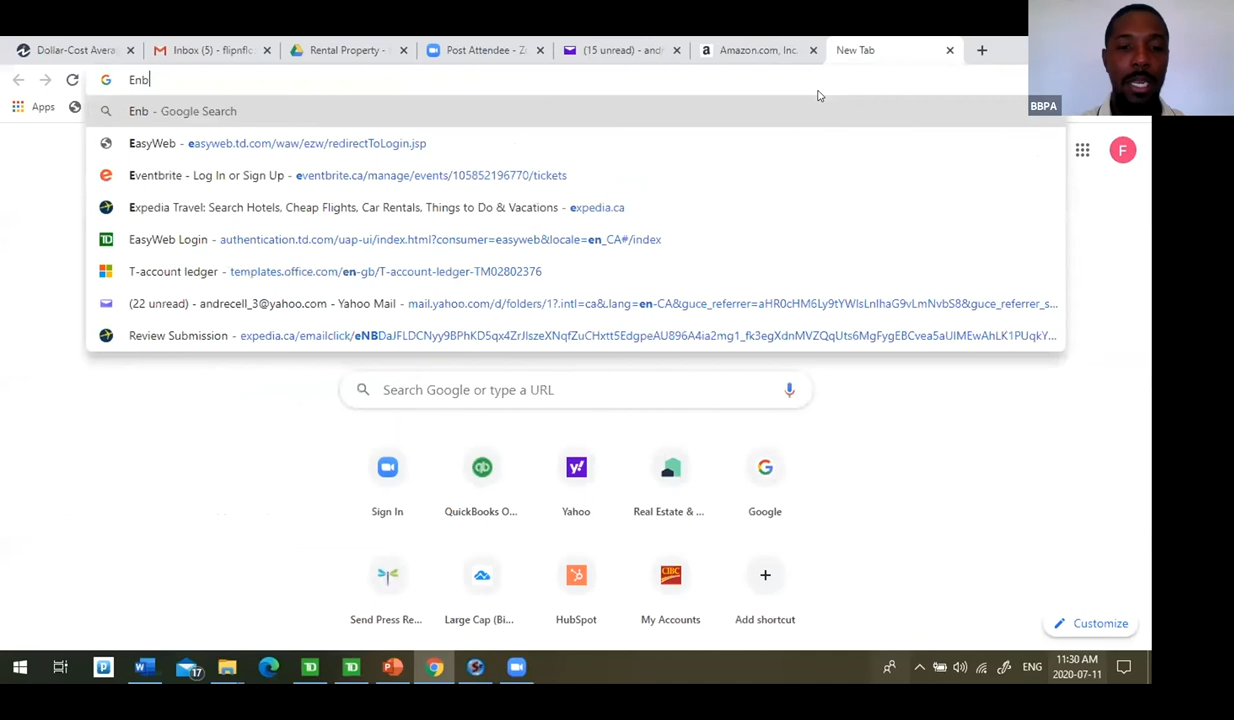 Dollar-Cost Avera
Inbox (5) - flipnflc
Rental Property -
Post Attendee - Zo
(15 unread) - andr
Amazon.com, Inc.
New Tab
Enb
BBPA
Apps
Enb - Google Search
EasyWeb - easyweb.td.com/waw/ezw/redirectToLogin.jsp
Eventbrite - Log In or Sign Up - eventbrite.ca/manage/events/105852196770/tickets
F
Expedia Travel: Search Hotels, Cheap Flights, Car Rentals, Things to Do & Vacations - expedia.ca
EasyWeb Login - authentication.td.com/uap-ui/index.html?consumer=easyweb&locale=en_CA#/index
T-account ledger - templates.office.com/en-gb/T-account-ledger-TM02802376
(22 unread) - andrecell_3@yahoo.com - Yahoo Mail - mail.yahoo.com/d/folders/1?.intl=ca&.lang=en-CA&guce_referrer=aHR0cHM6Ly9tYWlsLnlhaG9vLmNvbS8&guce_referrer_s...
Review Submission - expedia.ca/emailclick/eNBDaJFLDCNyy9BPhKD5qx4ZrJlszeXNqfZuCHxtt5EdgpeAU896A4ia2mg1_fk3egXdnMVZQqUts6MgFygEBCvea5aUIMEwAhLK1PUqkY...
Search Google or type a URL
Sign In
QuickBooks O...
Yahoo
Real Estate & ...
Google
Send Press Re...
Large Cap (Bi...
HubSpot
My Accounts
Add shortcut
Customize
17
ENG
11:30 AM
2020-07-11